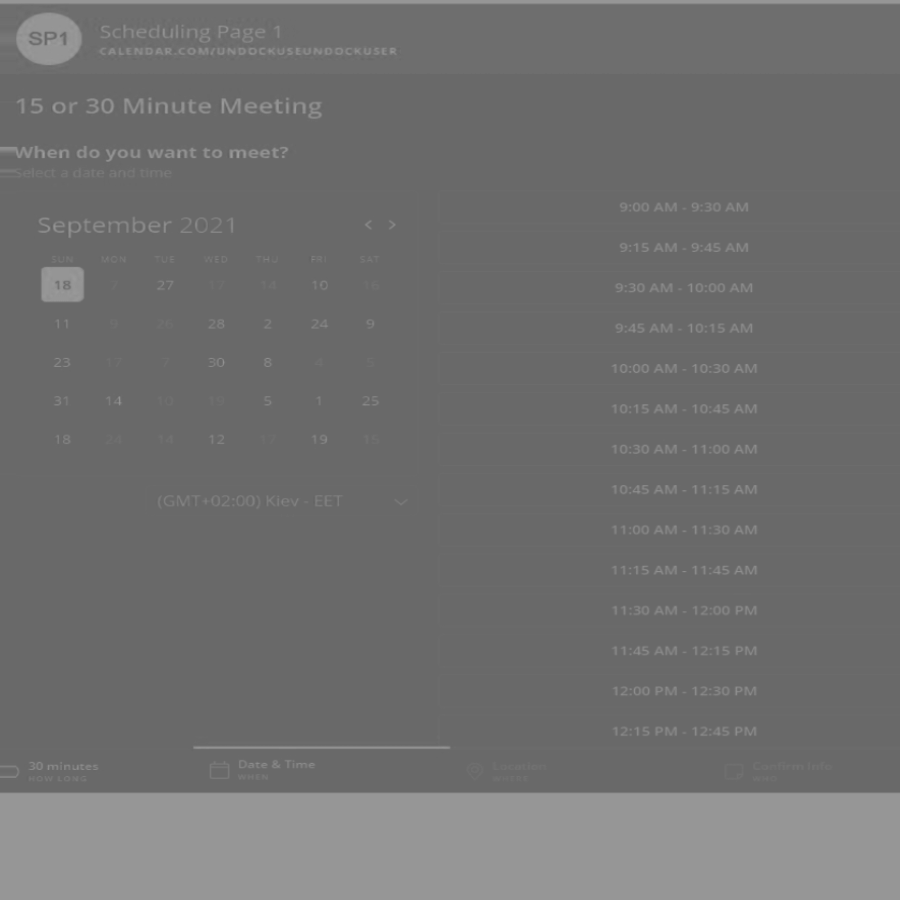 SP1
Scheduling Page 1
CALENDAR.COM/UNDOCKUSEUNDOCKUSER
15 or 30 Minute Meeting
When do you want to meet?
Select a date and time
September 2021 < >
SUN MON TUE WED THU FRI SAT
18 7 27 17 14 10 16
11 9 26 28 2 24 9
23 17 7 30 8 4 5
31 14 10 19 5 1 25
18 24 14 12 17 19 18
(GMT+02:00) Kiev - EET
9:00 AM - 9:30 AM
9:15 AM - 9:45 AM
9:30 AM - 10:00 AM
9:45 AM - 10:15 AM
10:00 AM - 10:30 AM
10:15 AM - 10:45 AM
10:30 AM - 11:00 AM
10:45 AM - 11:15 AM
11:00 AM - 11:30 AM
11:15 AM - 11:45 AM
11:30 AM - 12:00 PM
11:45 AM - 12:15 PM
12:00 PM - 12:30 PM
12:15 PM - 12:45 PM
30 minutes
HOW LONG
Date & Time
WHEN
Location
WHERE
Confirm Info